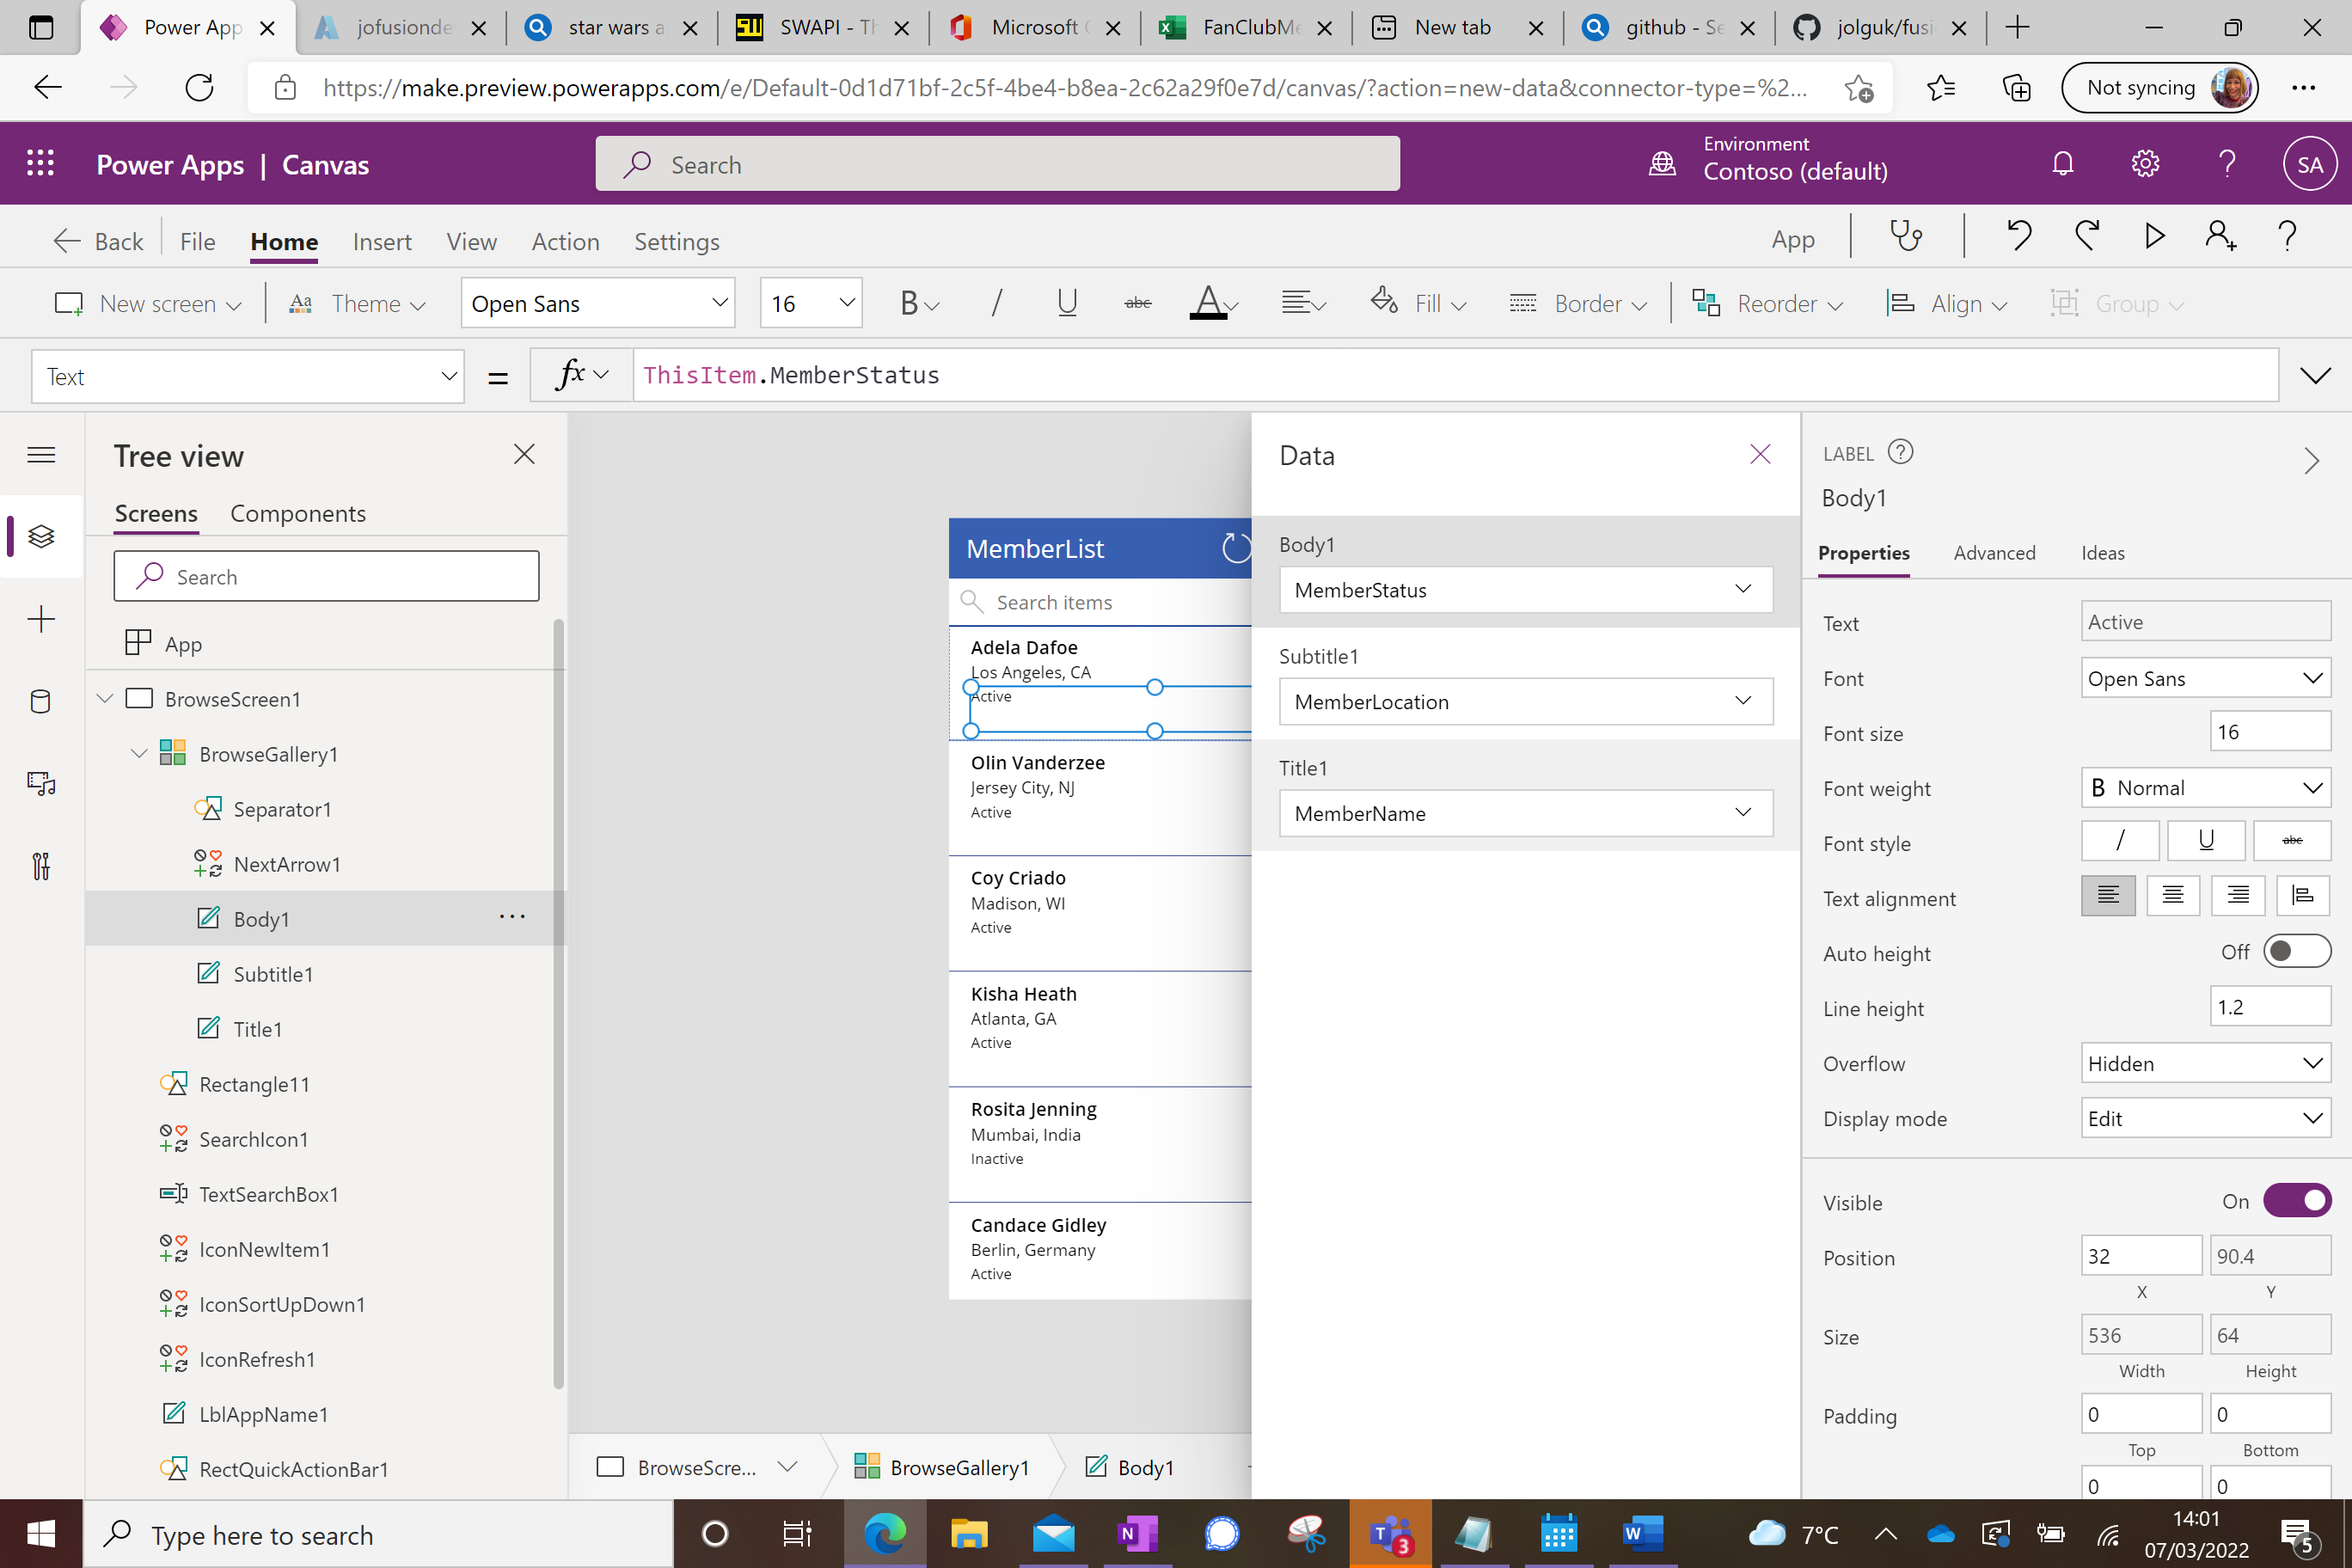 Power App
jofusionde
star wars a
SWAPI - Th
Microsoft
FanClubMe
New tab
github - Se
jolguk/fusi
https://make.preview.powerapps.com/e/Default-0d1d71bf-2c5f-4be4-b8ea-2c62a29f0e7d/canvas/?action=new-data&connector-type=%2...
Not syncing
Power Apps | Canvas
Search
Environment
Contoso (default)
SA
Back
File
Home
Insert
View
Action
Settings
App
New screen
Theme
Open Sans
16
B
/
U
abc
A
Fill
Border
Reorder
Align
Group
Text
=
fx
ThisItem.MemberStatus
Tree view
Screens
Components
Search
App
BrowseScreen1
BrowseGallery1
Separator1
NextArrow1
Body1
Subtitle1
Title1
Rectangle11
SearchIcon1
TextSearchBox1
IconNewItem1
IconSortUpDown1
IconRefresh1
LblAppName1
RectQuickActionBar1
MemberList
Search items
Adela Dafoe
Los Angeles, CA
Active
Olin Vanderzee
Jersey City, NJ
Active
Coy Criado
Madison, WI
Active
Kisha Heath
Atlanta, GA
Active
Rosita Jenning
Mumbai, India
Inactive
Candace Gidley
Berlin, Germany
Active
BrowseScre...
BrowseGallery1
Body1
Data
Body1
MemberStatus
Subtitle1
MemberLocation
Title1
MemberName
LABEL
Body1
Properties
Advanced
Ideas
Text
Active
Font
Open Sans
Font size
16
Font weight
B Normal
Font style
/
U
abc
Text alignment
Auto height
Off
Line height
1.2
Overflow
Hidden
Display mode
Edit
Visible
On
Position
32
90.4
X
Y
Size
536
64
Width
Height
Padding
0
0
Top
Bottom
0
0
Type here to search
N
T
3
W
7°C
14:01
07/03/2022
5